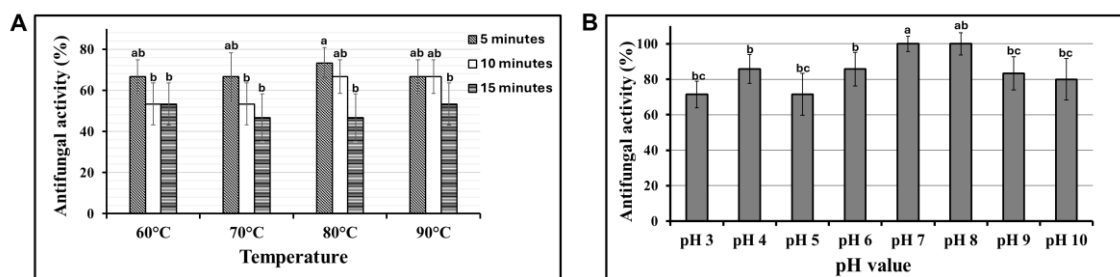 A
Antifungal activity (%)
80
60
40
20
0
ab
b
b
ab
b
b
a
ab
b
ab
ab
b
5 minutes
10 minutes
15 minutes
60°C
70°C
80°C
90°C
Temperature
B
Antifungal activity (%)
100
80
60
40
20
0
bc
b
bc
b
a
ab
bc
bc
pH 3
pH 4
pH 5
pH 6
pH 7
pH 8
pH 9
pH 10
pH value